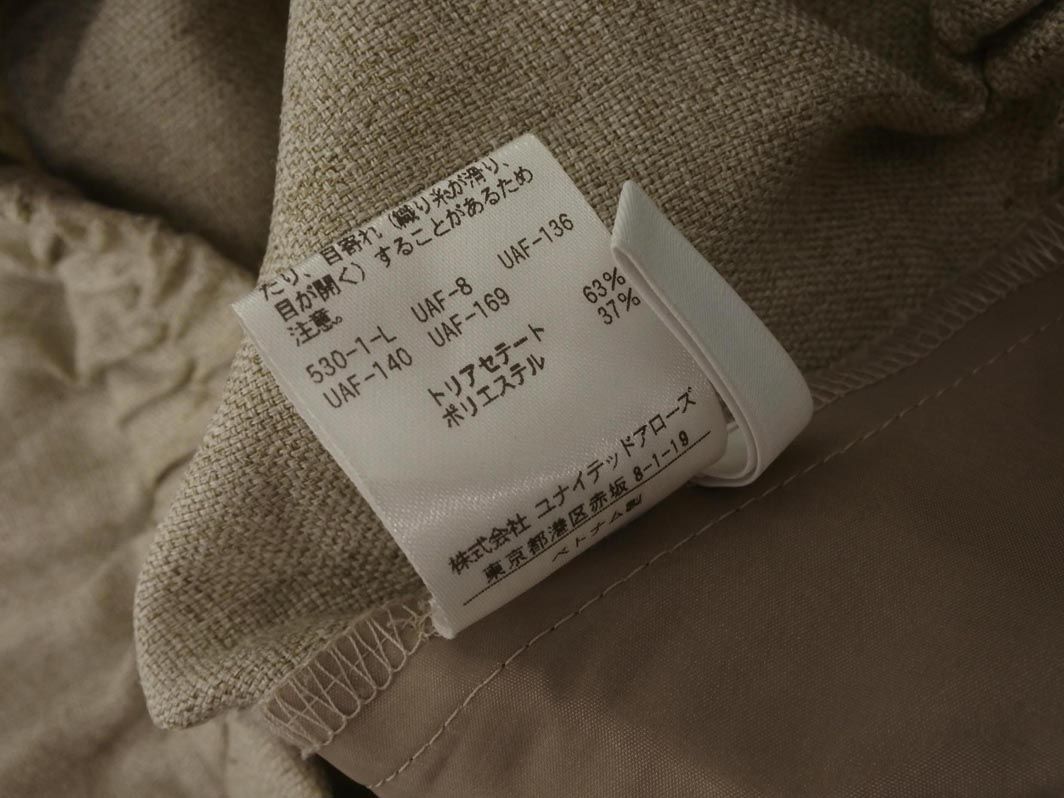 たり、目寄れ（織り糸が滑り、
目が開く）することがあるため
注意。
530-1-L UAF-8 UAF-136
UAF-140 UAF-169
トリアセテート 63%
ポリエステル 37%
株式会社 ユナイテッドアローズ
東京都港区赤坂 8-1-19
ベトナム製